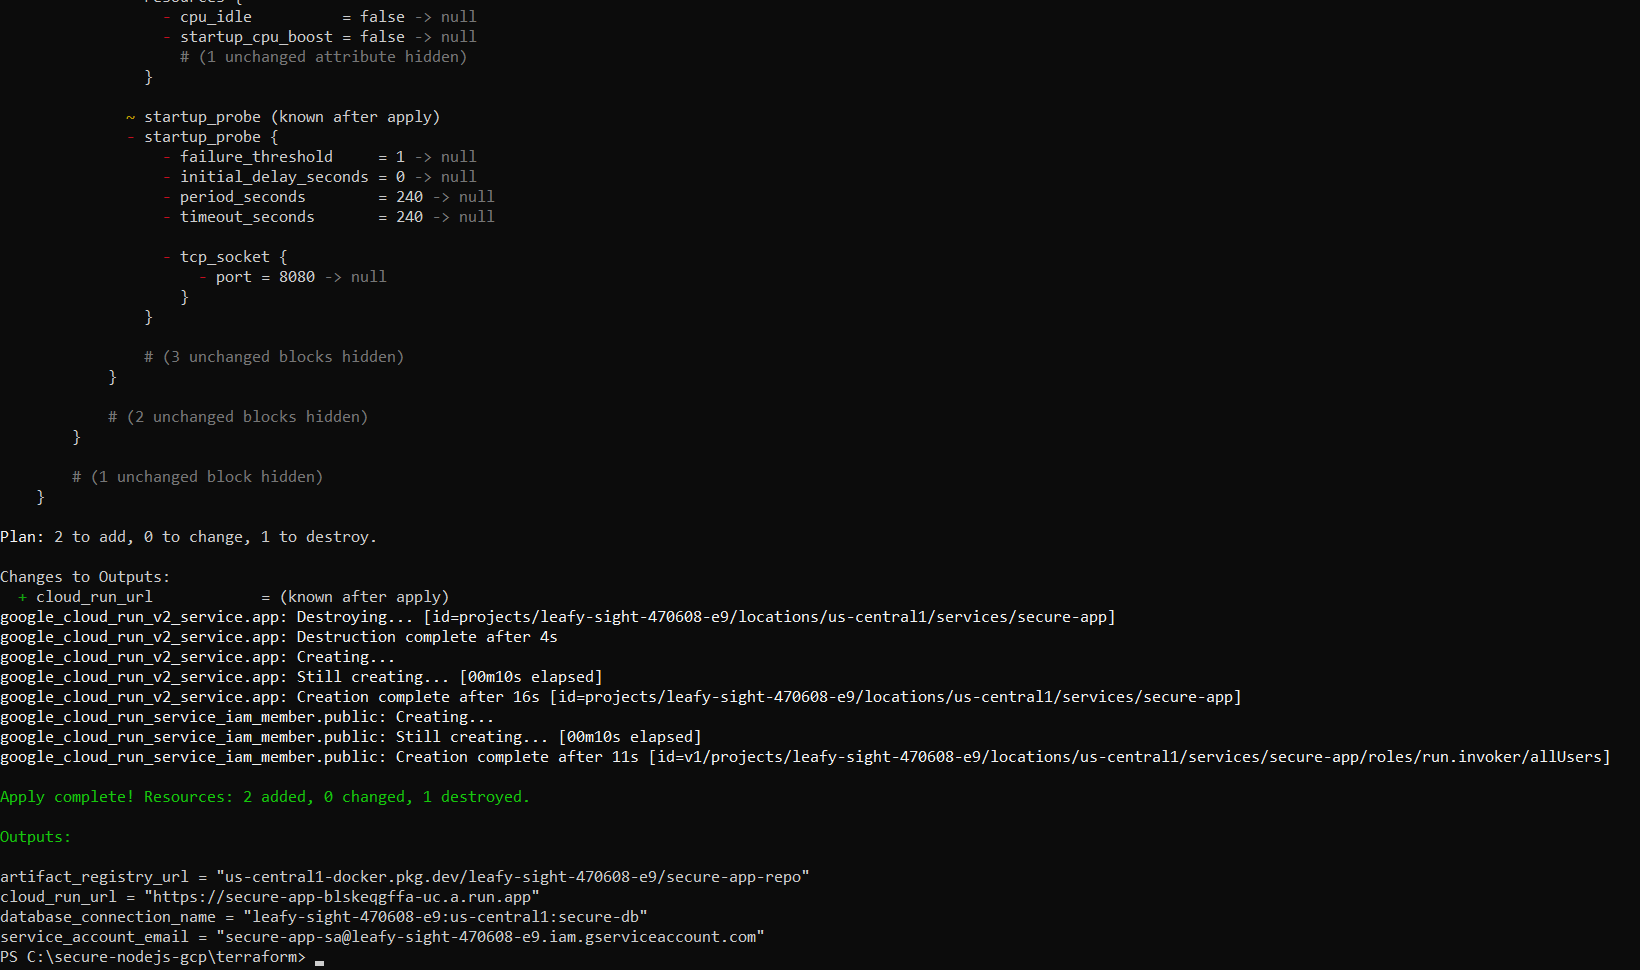 resources {
- cpu_idle          = false -> null
- startup_cpu_boost = false -> null
# (1 unchanged attribute hidden)
}
~ startup_probe (known after apply)
- startup_probe {
- failure_threshold     = 1 -> null
- initial_delay_seconds = 0 -> null
- period_seconds        = 240 -> null
- timeout_seconds       = 240 -> null
- tcp_socket {
- port = 8080 -> null
}
}
# (3 unchanged blocks hidden)
}
# (2 unchanged blocks hidden)
}
# (1 unchanged block hidden)
}
Plan: 2 to add, 0 to change, 1 to destroy.
Changes to Outputs:
+ cloud_run_url            = (known after apply)
google_cloud_run_v2_service.app: Destroying... [id=projects/leafy-sight-470608-e9/locations/us-central1/services/secure-app]
google_cloud_run_v2_service.app: Destruction complete after 4s
google_cloud_run_v2_service.app: Creating...
google_cloud_run_v2_service.app: Still creating... [00m10s elapsed]
google_cloud_run_v2_service.app: Creation complete after 16s [id=projects/leafy-sight-470608-e9/locations/us-central1/services/secure-app]
google_cloud_run_service_iam_member.public: Creating...
google_cloud_run_service_iam_member.public: Still creating... [00m10s elapsed]
google_cloud_run_service_iam_member.public: Creation complete after 11s [id=v1/projects/leafy-sight-470608-e9/locations/us-central1/services/secure-app/roles/run.invoker/allUsers]
Apply complete! Resources: 2 added, 0 changed, 1 destroyed.
Outputs:
artifact_registry_url = "us-central1-docker.pkg.dev/leafy-sight-470608-e9/secure-app-repo"
cloud_run_url = "https://secure-app-blskeqgffa-uc.a.run.app"
database_connection_name = "leafy-sight-470608-e9:us-central1:secure-db"
service_account_email = "secure-app-sa@leafy-sight-470608-e9.iam.gserviceaccount.com"
PS C:\secure-nodejs-gcp\terraform>